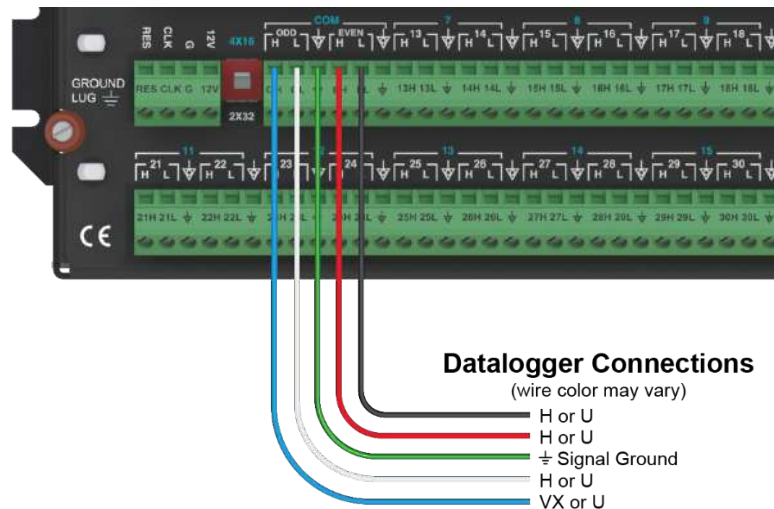 COM 7 8 9
RES CLK G 12V 4X16 ODD EVEN 13 14 15 16 17 18
H L H L H L H L H L H L H L H L
GROUND
LUG
RES CLK G 12V 13H 13L 14H 14L 15H 15L 16H 16L 17H 17L 18H 18L
2X32
11 13 14 15
21 22 23 24 25 26 27 28 29 30
H L H L H L H L H L H L H L H L H L H L
21H 21L 22H 22L 25H 25L 26H 26L 27H 27L 28H 28L 29H 29L 30H 30L
CE
Datalogger Connections
(wire color may vary)
H or U
H or U
Signal Ground
H or U
VX or U